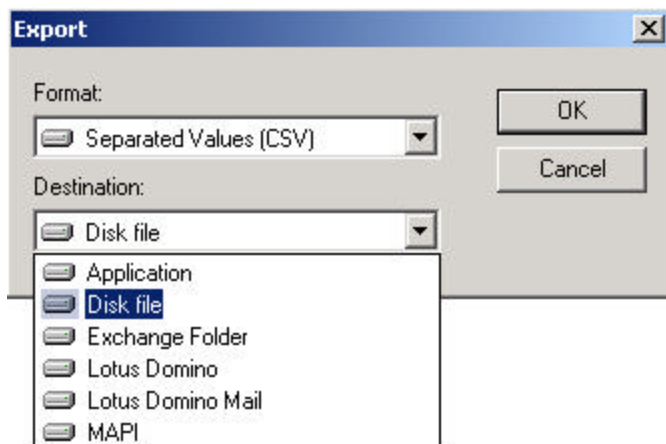 Export
Format:
OK
Separated Values (CSV)
Cancel
Destination:
Disk file
Application
Disk file
Exchange Folder
Lotus Domino
Lotus Domino Mail
MAPI